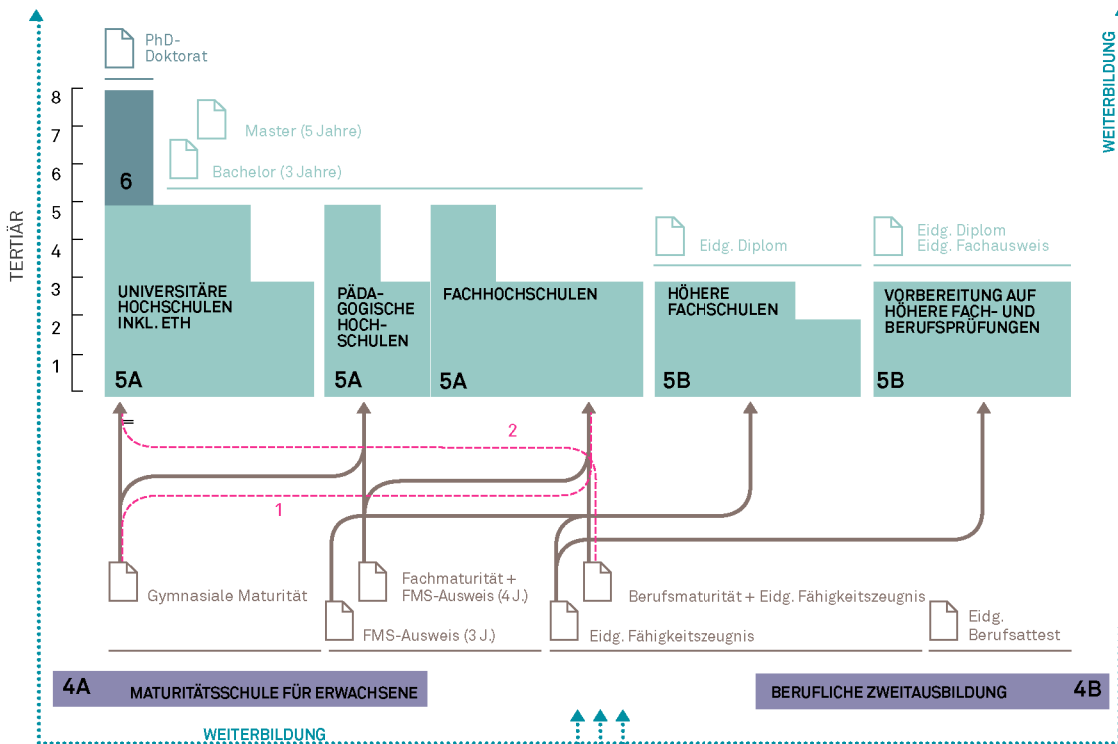 PhD-
Doktorat
Master (5 Jahre)
Bachelor (3 Jahre)
WEITERBILDUNG
TERTIÄR
8
7
6
5
4
3
2
1
6
Eidg. Diplom
Eidg. Diplom
Eidg. Fachausweis
UNIVERSITÄRE
HOCHSCHULEN
INKL. ETH
5A
PÄDA-
GOGISCHE
HOCH-
SCHULEN
5A
FACHHOCHSCHULEN
5A
HÖHERE
FACHSCHULEN
5B
VORBEREITUNG AUF
HÖHERE FACH- UND
BERUFSPRÜFUNGEN
5B
2
1
Gymnasiale Maturität
Fachmaturität +
FMS-Ausweis (4 J.)
FMS-Ausweis (3 J.)
Berufsmaturität + Eidg. Fähigkeitszeugnis
Eidg. Fähigkeitszeugnis
Eidg.
Berufsattest
4A MATURITÄTSSCHULE FÜR ERWACHSENE
BERUFLICHE ZWEITAUSBILDUNG 4B
WEITERBILDUNG